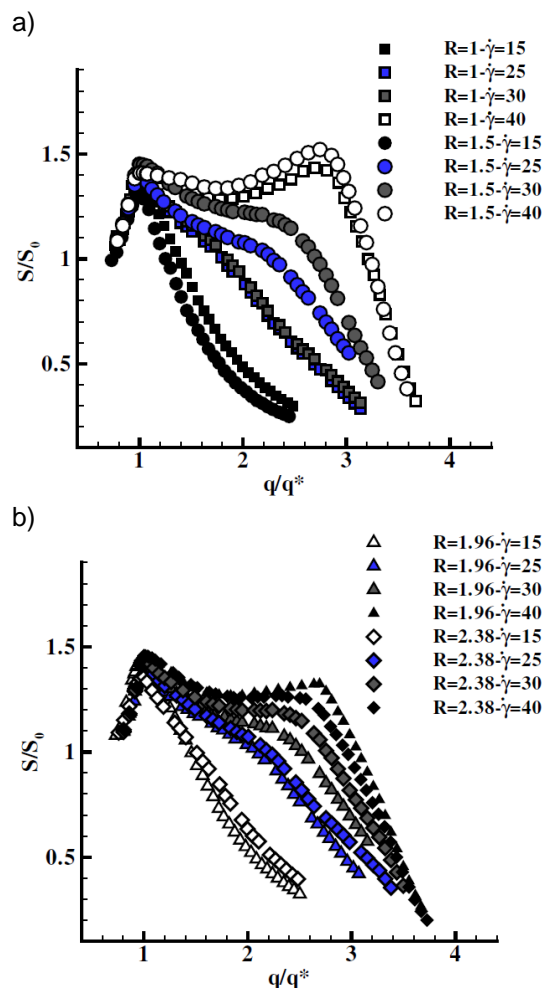 a)
R=1-γ̇=15
R=1-γ̇=25
R=1-γ̇=30
R=1-γ̇=40
R=1.5-γ̇=15
R=1.5-γ̇=25
R=1.5-γ̇=30
R=1.5-γ̇=40
1.5
1
0.5
S/S₀
1 2 3 4
q/q*
b)
R=1.96-γ̇=15
R=1.96-γ̇=25
R=1.96-γ̇=30
R=1.96-γ̇=40
R=2.38-γ̇=15
R=2.38-γ̇=25
R=2.38-γ̇=30
R=2.38-γ̇=40
1.5
1
0.5
S/S₀
1 2 3 4
q/q*